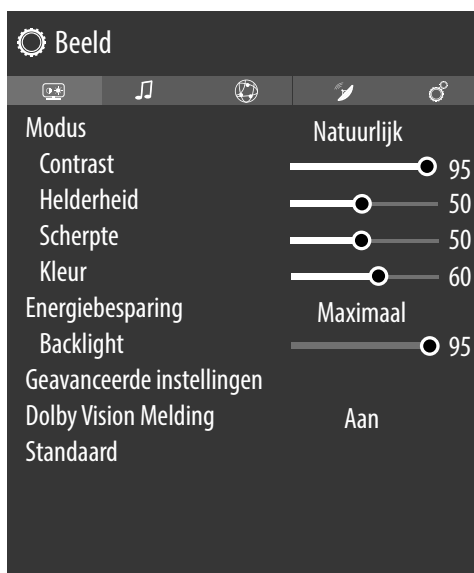 Beeld
Modus Natuurlijk
Contrast 95
Helderheid 50
Scherpte 50
Kleur 60
Energiebesparing Maximaal
Backlight 95
Geavanceerde instellingen
Dolby Vision Melding Aan
Standaard